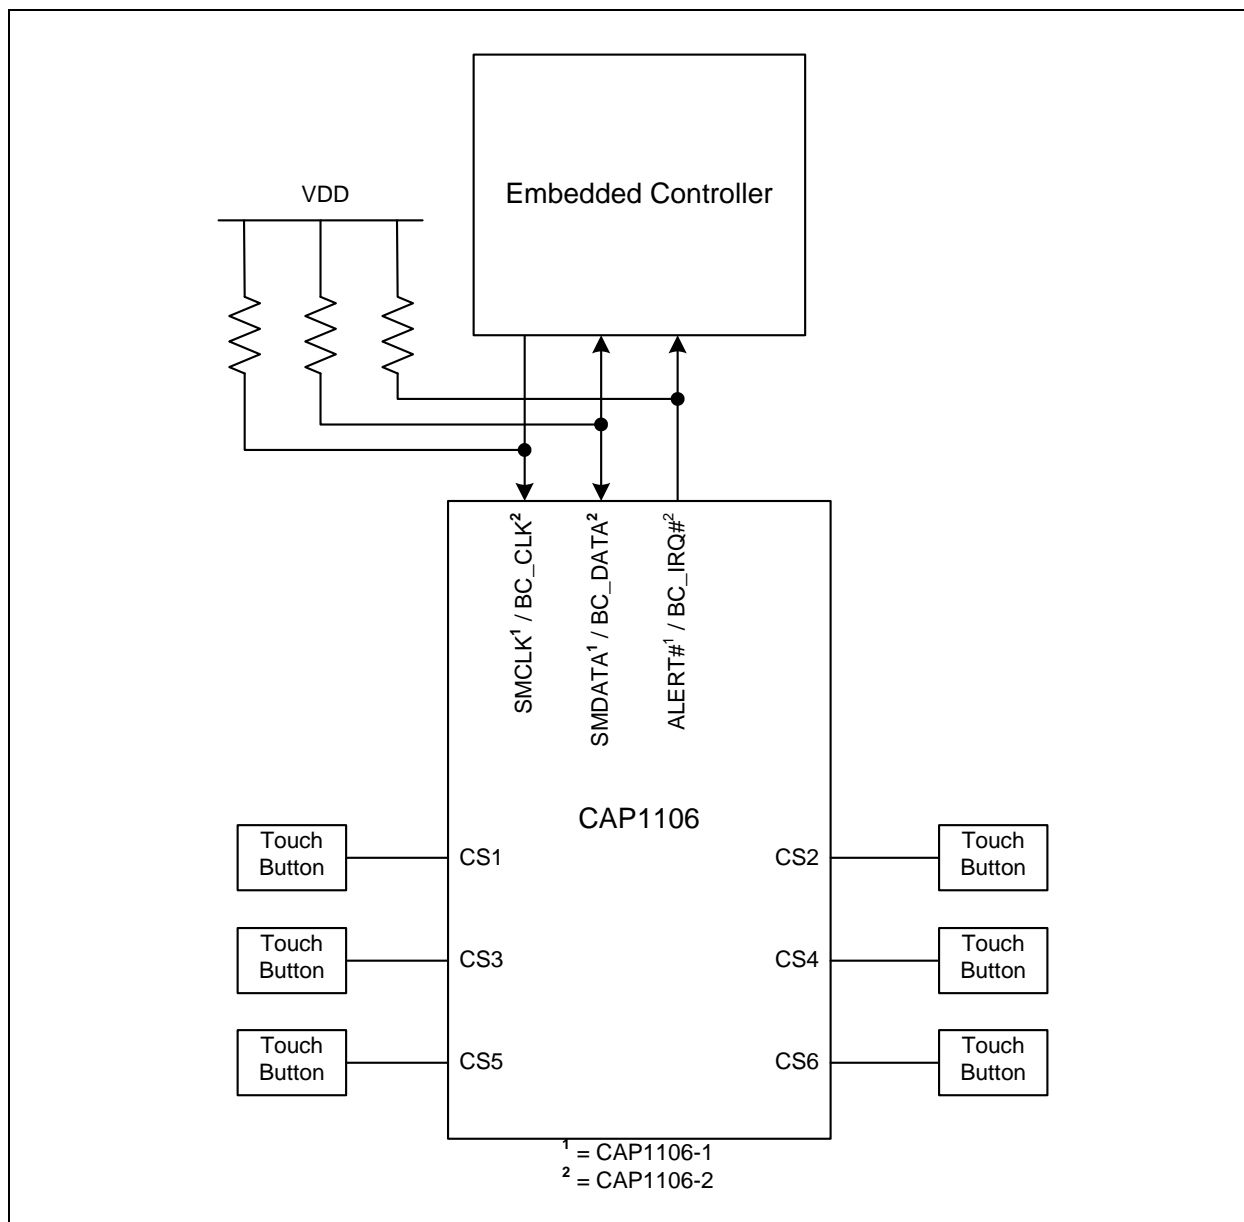 Embedded Controller
VDD
SMCLK¹ / BC_CLK²
SMDATA¹ / BC_DATA²
ALERT#¹ / BC_IRQ#²
CAP1106
Touch
Button
CS1
CS2
Touch
Button
Touch
Button
CS3
CS4
Touch
Button
Touch
Button
CS5
CS6
Touch
Button
¹ = CAP1106-1
² = CAP1106-2